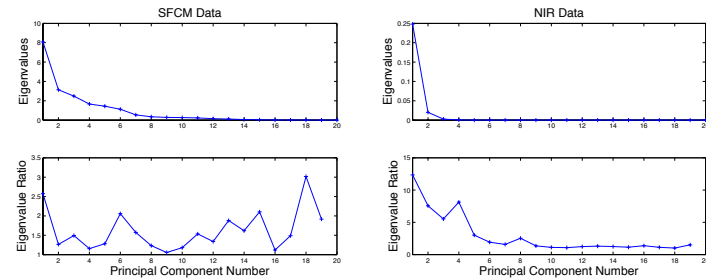 SFCM Data
10
8
6
4
2
0
Eigenvalues
2 4 6 8 10 12 14 16 18 20
NIR Data
0.25
0.2
0.15
0.1
0.05
0
Eigenvalues
2 4 6 8 10 12 14 16 18 20
3.5
3
2.5
2
1.5
1
Eigenvalue Ratio
2 4 6 8 10 12 14 16 18 20
Principal Component Number
15
10
5
0
Eigenvalue Ratio
2 4 6 8 10 12 14 16 18 20
Principal Component Number